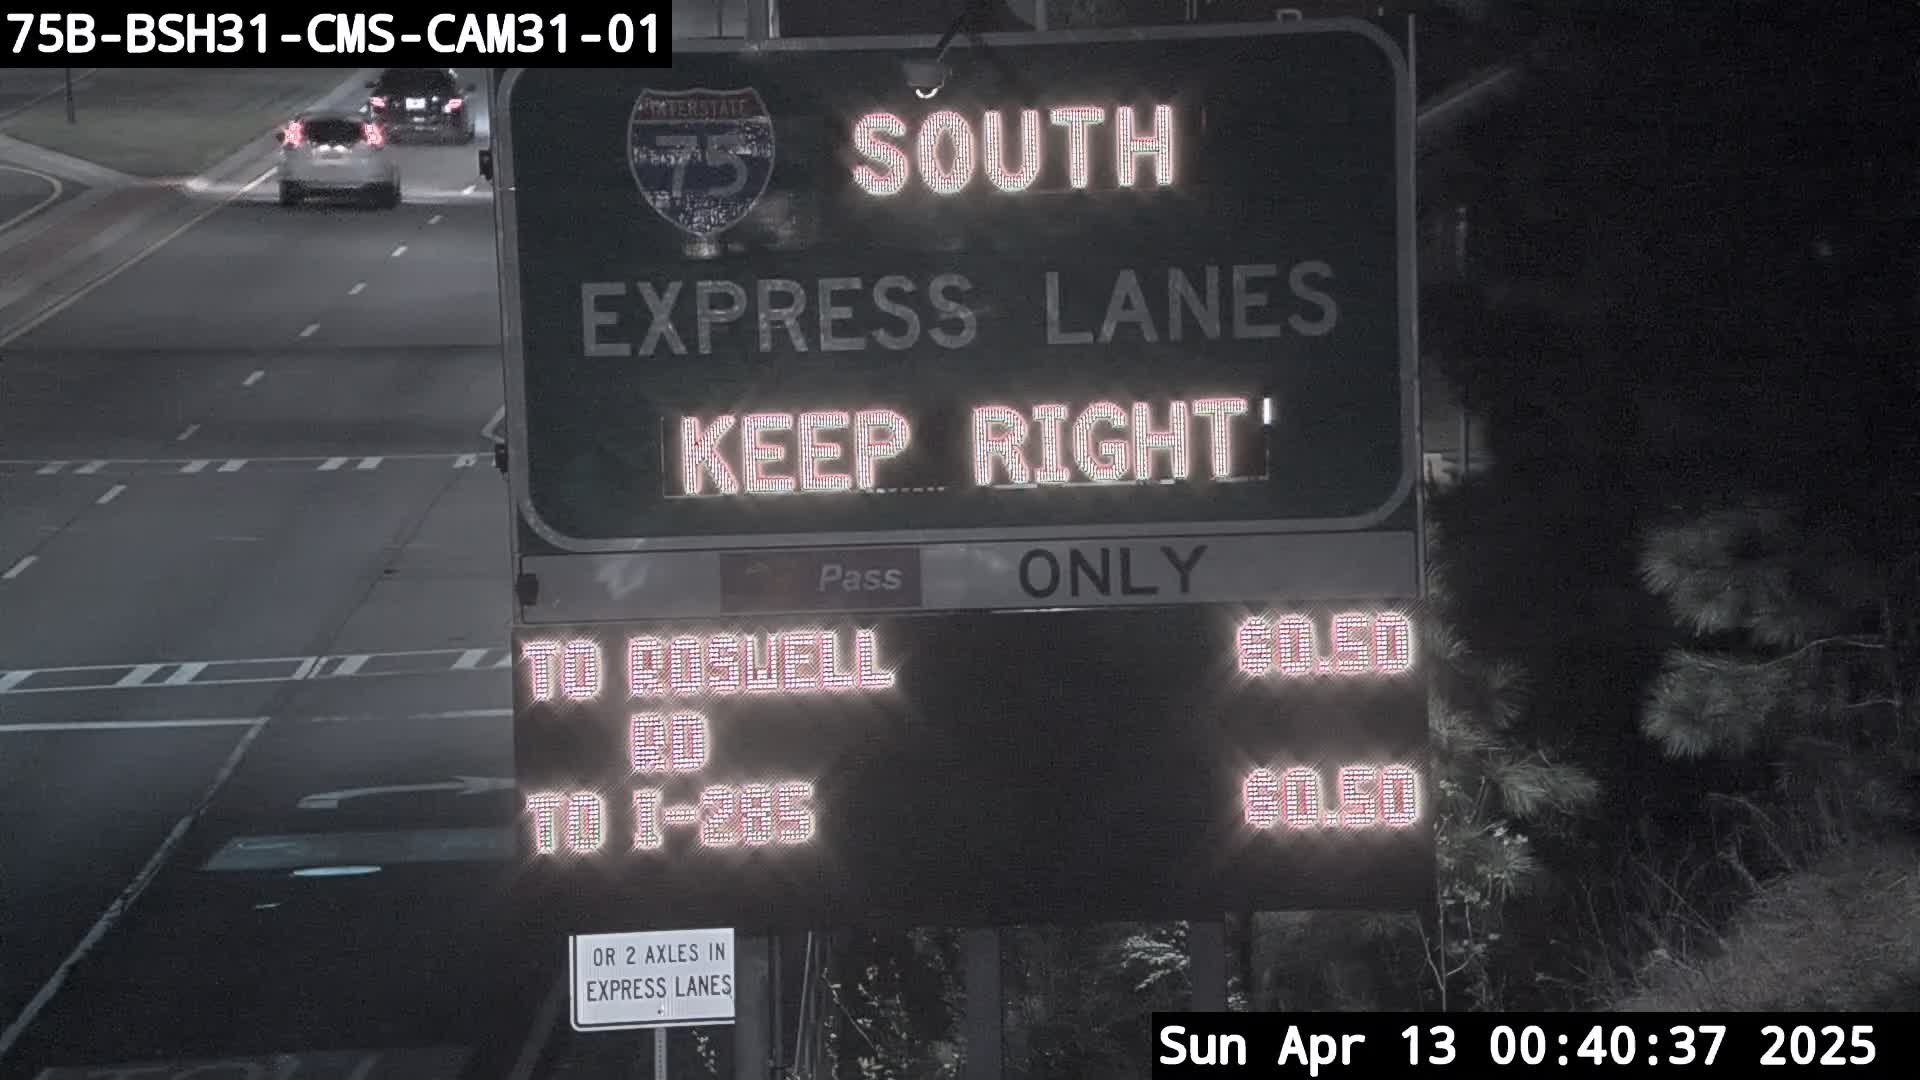 75B-BSH31-CMS-CAM31-01
INTERSTATE
75
SOUTH
EXPRESS LANES
KEEP RIGHT
Pass ONLY
TO ROSWELL $0.50
RD
TO I-285 $0.50
OR 2 AXLES IN
EXPRESS LANES
Sun Apr 13 00:40:37 2025